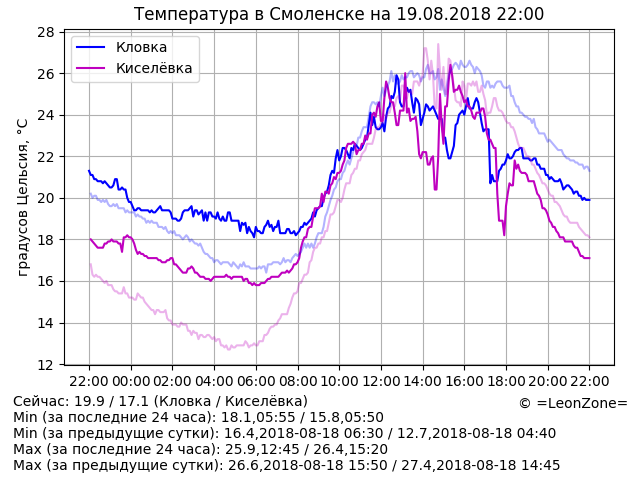 Температура в Смоленске на 19.08.2018 22:00
Кловка
Киселёвка
градусов Цельсия, °C
28
26
24
22
20
18
16
14
12
22:00 00:00 02:00 04:00 06:00 08:00 10:00 12:00 14:00 16:00 18:00 20:00 22:00
Сейчас: 19.9 / 17.1 (Кловка / Киселёвка)
© =LeonZone=
Min (за последние 24 часа): 18.1,05:55 / 15.8,05:50
Min (за предыдущие сутки): 16.4,2018-08-18 06:30 / 12.7,2018-08-18 04:40
Max (за последние 24 часа): 25.9,12:45 / 26.4,15:20
Max (за предыдущие сутки): 26.6,2018-08-18 15:50 / 27.4,2018-08-18 14:45